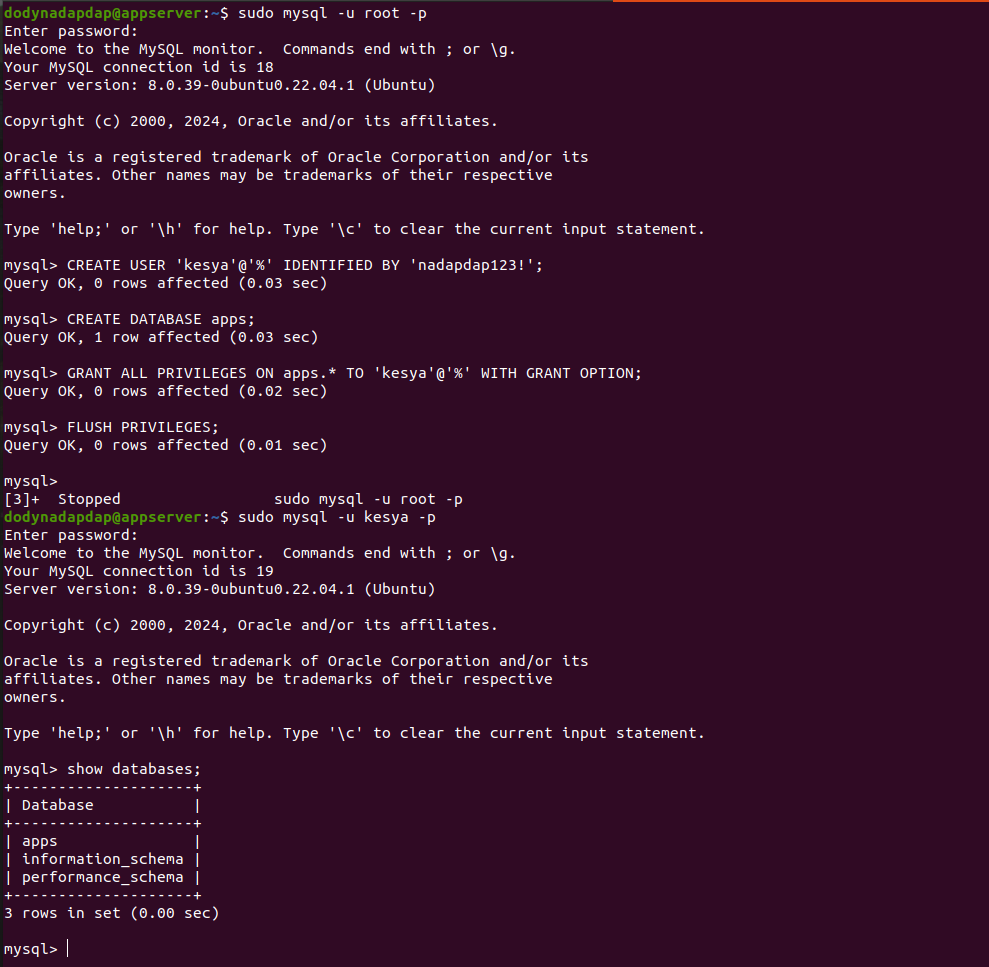 dodynadapdap@appserver:~$ sudo mysql -u root -p
Enter password:
Welcome to the MySQL monitor.  Commands end with ; or \g.
Your MySQL connection id is 18
Server version: 8.0.39-0ubuntu0.22.04.1 (Ubuntu)

Copyright (c) 2000, 2024, Oracle and/or its affiliates.

Oracle is a registered trademark of Oracle Corporation and/or its
affiliates. Other names may be trademarks of their respective
owners.

Type 'help;' or '\h' for help. Type '\c' to clear the current input statement.

mysql> CREATE USER 'kesya'@'%' IDENTIFIED BY 'nadapdap123!';
Query OK, 0 rows affected (0.03 sec)

mysql> CREATE DATABASE apps;
Query OK, 1 row affected (0.03 sec)

mysql> GRANT ALL PRIVILEGES ON apps.* TO 'kesya'@'%' WITH GRANT OPTION;
Query OK, 0 rows affected (0.02 sec)

mysql> FLUSH PRIVILEGES;
Query OK, 0 rows affected (0.01 sec)

mysql>
[3]+  Stopped                 sudo mysql -u root -p
dodynadapdap@appserver:~$ sudo mysql -u kesya -p
Enter password:
Welcome to the MySQL monitor.  Commands end with ; or \g.
Your MySQL connection id is 19
Server version: 8.0.39-0ubuntu0.22.04.1 (Ubuntu)

Copyright (c) 2000, 2024, Oracle and/or its affiliates.

Oracle is a registered trademark of Oracle Corporation and/or its
affiliates. Other names may be trademarks of their respective
owners.

Type 'help;' or '\h' for help. Type '\c' to clear the current input statement.

mysql> show databases;
+--------------------+
| Database           |
+--------------------+
| apps               |
| information_schema |
| performance_schema |
+--------------------+
3 rows in set (0.00 sec)

mysql>